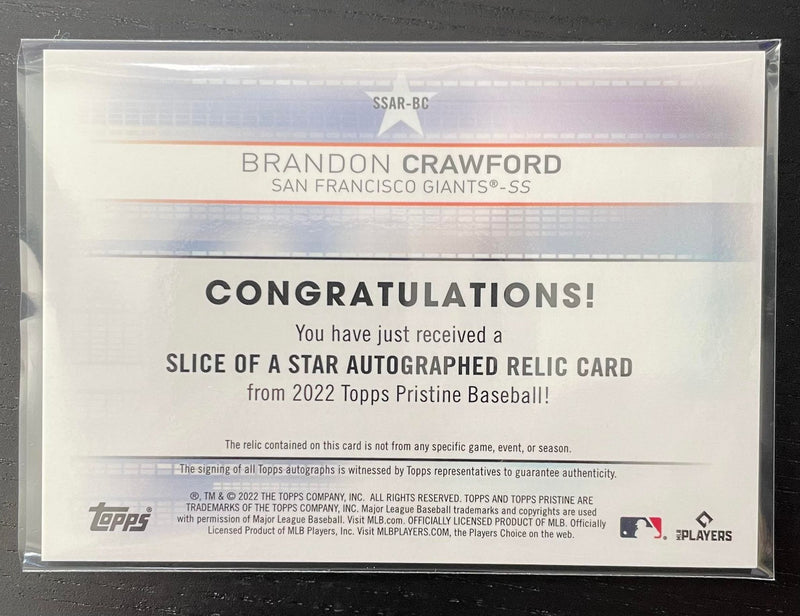 SSAR-BC
BRANDON CRAWFORD
SAN FRANCISCO GIANTS®-SS
CONGRATULATIONS!
You have just received a
SLICE OF A STAR AUTOGRAPHED RELIC CARD
from 2022 Topps Pristine Baseball!
The relic contained on this card is not from any specific game, event, or season.
The signing of all Topps autographs is witnessed by Topps representatives to guarantee authenticity.
®, TM & © 2022 THE TOPPS COMPANY, INC. ALL RIGHTS RESERVED. TOPPS AND TOPPS PRISTINE ARE
TRADEMARKS OF THE TOPPS COMPANY, INC. Major League Baseball trademarks and copyrights are used
with permission of Major League Baseball. Visit MLB.com. OFFICIALLY LICENSED PRODUCT OF MLB. Officially
Licensed Product of MLB Players, Inc. Visit MLBPLAYERS.COM, the Players Choice on the web.
topps®
MLB PLAYERS